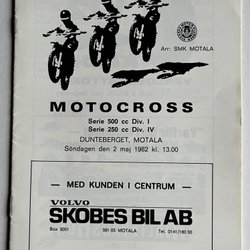 Arr: SMK MOTALA
MOTOCROSS
Serie 500 cc Div. I
Serie 250 cc Div. IV
DUNTEBERGET, MOTALA
Söndagen den 2 maj 1982 kl. 13.00
— MED KUNDEN I CENTRUM —
VOLVO
SKOBES BIL AB
Box 5001 591 05 MOTALA Tel. 0141/160-30